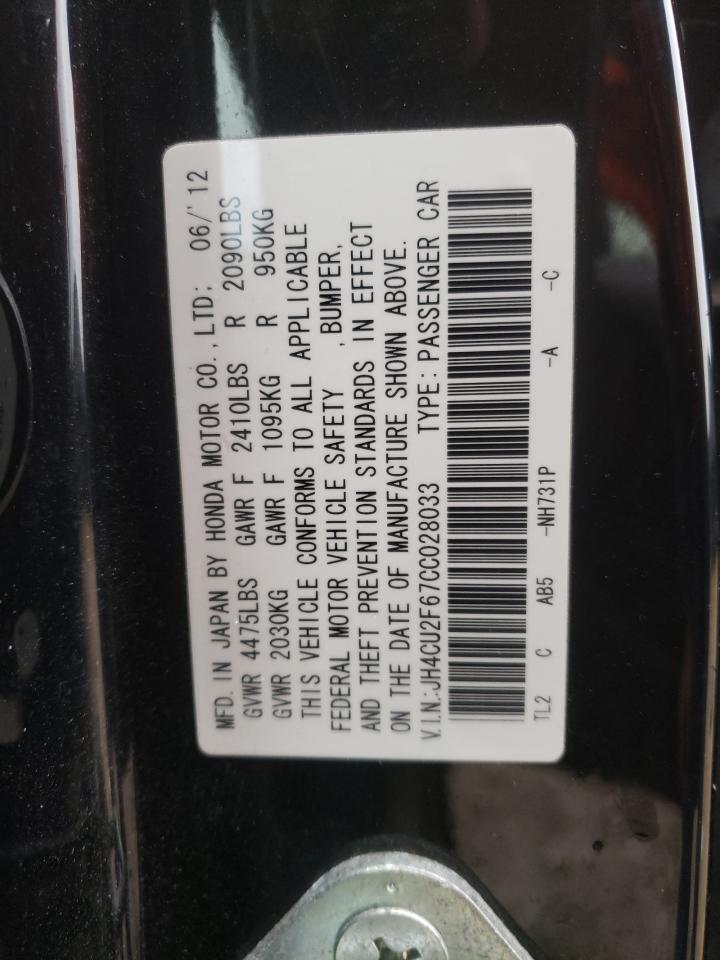 MFD. IN JAPAN BY HONDA MOTOR CO., LTD; 06/'12
GVWR 4475LBS GAWR F 2410LBS R 2090LBS
GVWR 2030KG GAWR F 1095KG R 950KG
THIS VEHICLE CONFORMS TO ALL APPLICABLE
FEDERAL MOTOR VEHICLE SAFETY ,BUMPER,
AND THEFT PREVENTION STANDARDS IN EFFECT
ON THE DATE OF MANUFACTURE SHOWN ABOVE.
V.I.N.:JH4CU2F67CC028033 TYPE: PASSENGER CAR
TL2 C AB5 -NH731P -A -C